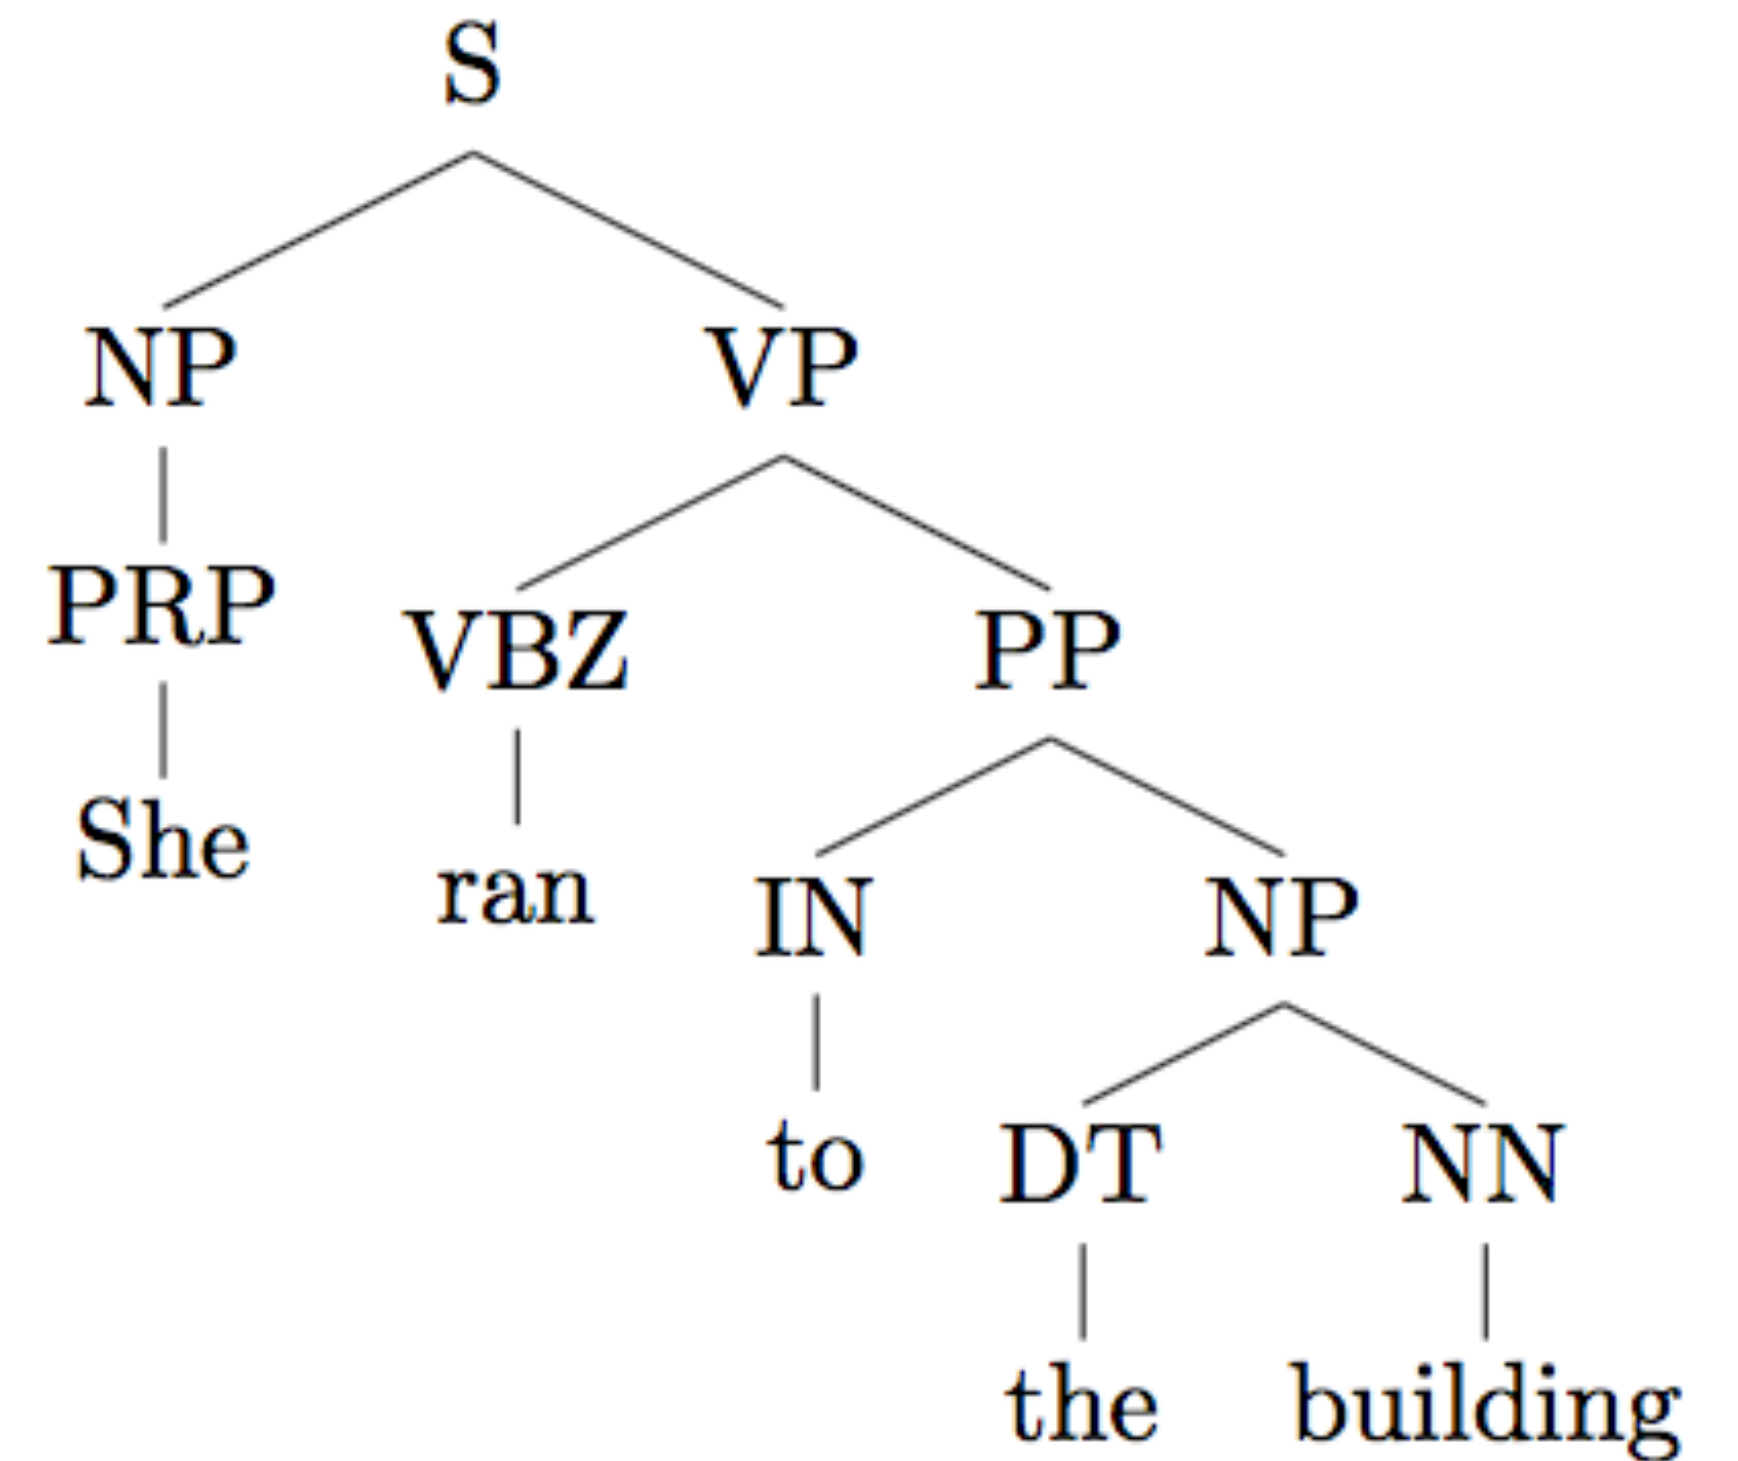 S
NP VP
PRP VBZ PP
She ran IN NP
to DT NN
the building